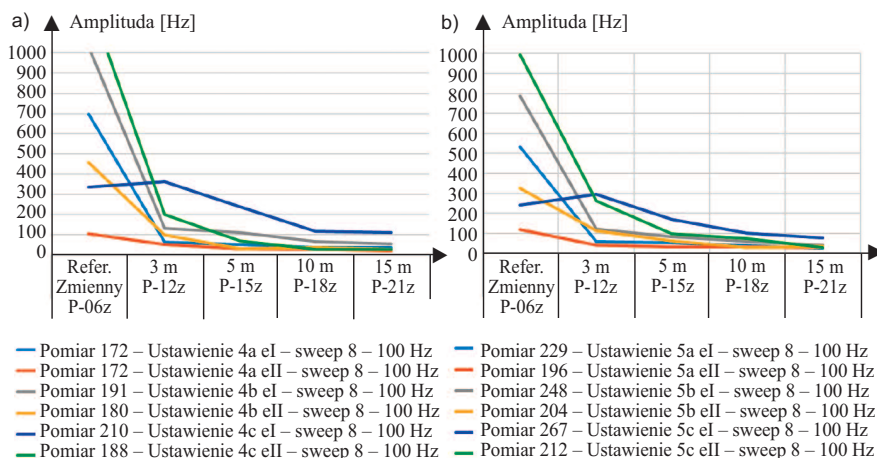 a)
Amplituda [Hz]
1000
900
800
700
600
500
400
300
200
100
0
Refer.
Zmienny
P-06z
3 m
P-12z
5 m
P-15z
10 m
P-18z
15 m
P-21z
Pomiar 172 – Ustawienie 4a eI – sweep 8 – 100 Hz
Pomiar 172 – Ustawienie 4a eII – sweep 8 – 100 Hz
Pomiar 191 – Ustawienie 4b eI – sweep 8 – 100 Hz
Pomiar 180 – Ustawienie 4b eII – sweep 8 – 100 Hz
Pomiar 210 – Ustawienie 4c eI – sweep 8 – 100 Hz
Pomiar 188 – Ustawienie 4c eII – sweep 8 – 100 Hz
b)
Amplituda [Hz]
1000
900
800
700
600
500
400
300
200
100
0
Refer.
Zmienny
P-06z
3 m
P-12z
5 m
P-15z
10 m
P-18z
15 m
P-21z
Pomiar 229 – Ustawienie 5a eI – sweep 8 – 100 Hz
Pomiar 196 – Ustawienie 5a eII – sweep 8 – 100 Hz
Pomiar 248 – Ustawienie 5b eI – sweep 8 – 100 Hz
Pomiar 204 – Ustawienie 5b eII – sweep 8 – 100 Hz
Pomiar 267 – Ustawienie 5c eI – sweep 8 – 100 Hz
Pomiar 212 – Ustawienie 5c eII – sweep 8 – 100 Hz